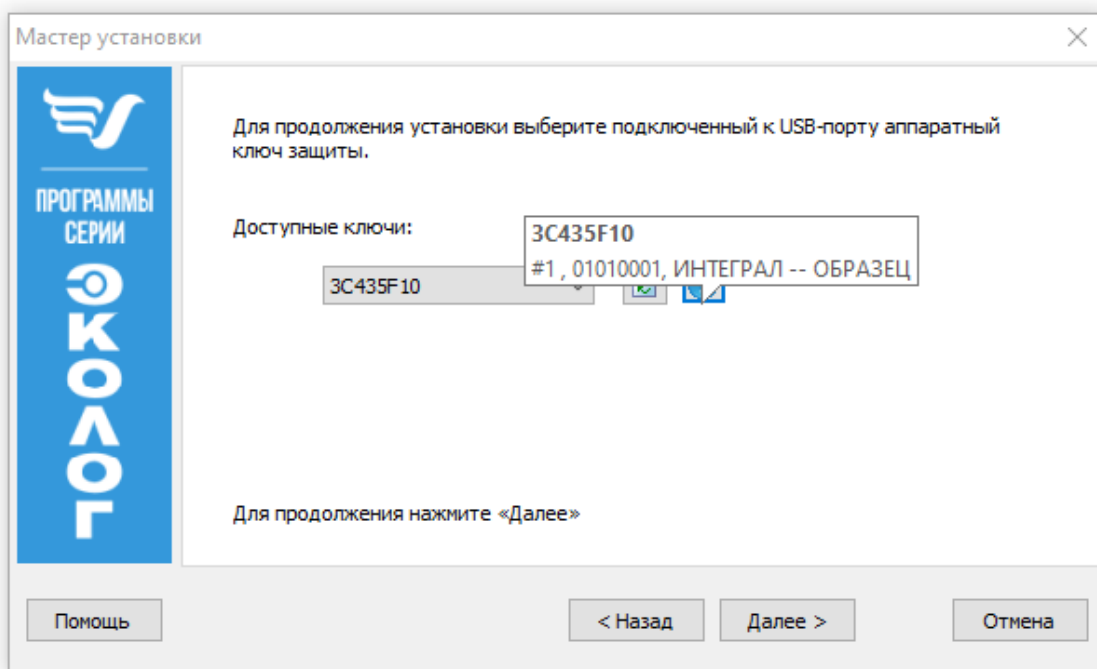 Мастер установки
ПРОГРАММЫ
СЕРИИ
ЭКОЛОГ
Для продолжения установки выберите подключенный к USB-порту аппаратный
ключ защиты.
Доступные ключи:
3C435F10
#1 , 01010001, ИНТЕГРАЛ -- ОБРАЗЕЦ
3C435F10
Для продолжения нажмите «Далее»
Помощь
< Назад
Далее >
Отмена